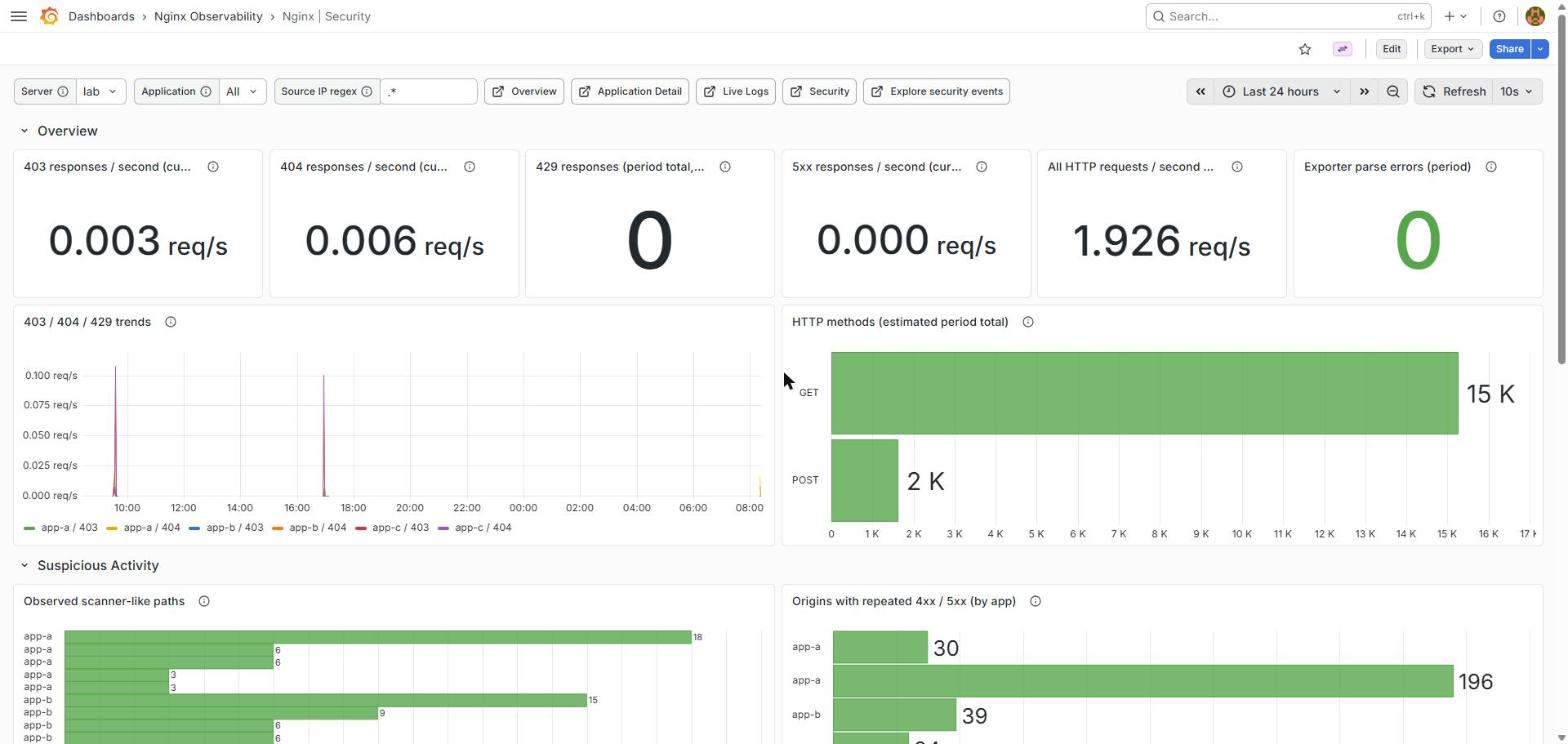 Dashboards › Nginx Observability › Nginx | Security
Search... ctrl+k
Edit Export Share
Server lab Application All Source IP regex .* Overview Application Detail Live Logs Security Explore security events Last 24 hours Refresh 10s
Overview
403 responses / second (cu...
0.003 req/s
404 responses / second (cu...
0.006 req/s
429 responses (period total,...
0
5xx responses / second (cur...
0.000 req/s
All HTTP requests / second ...
1.926 req/s
Exporter parse errors (period)
0
403 / 404 / 429 trends
0.100 req/s
0.075 req/s
0.050 req/s
0.025 req/s
0.000 req/s
10:00 12:00 14:00 16:00 18:00 20:00 22:00 00:00 02:00 04:00 06:00 08:00
app-a / 403 app-a / 404 app-b / 403 app-b / 404 app-c / 403 app-c / 404
HTTP methods (estimated period total)
GET 15 K
POST 2 K
0 1 K 2 K 3 K 4 K 5 K 6 K 7 K 8 K 9 K 10 K 11 K 12 K 13 K 14 K 15 K 16 K 17
Suspicious Activity
Observed scanner-like paths
app-a 18
app-a 6
app-a 6
app-a 3
app-a 3
app-b 15
app-b 9
app-b 6
app-b 6
Origins with repeated 4xx / 5xx (by app)
app-a 30
app-a 196
app-b 39